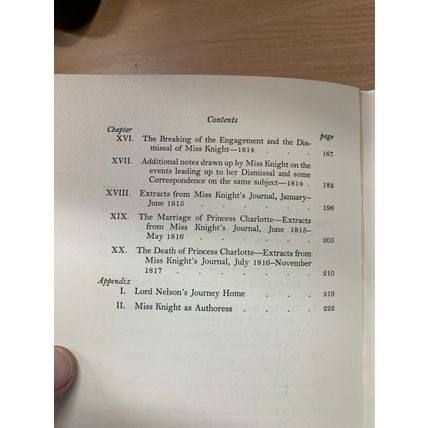 Contents
Chapter page
XVI. The Breaking of the Engagement and the Dis-
missal of Miss Knight—1814 . . . 167
XVII. Additional notes drawn up by Miss Knight on the
events leading up to her Dismissal and some
Correspondence on the same subject—1814 . 182
XVIII. Extracts from Miss Knight's Journal, January–
June 1815 . . . . . 196
XIX. The Marriage of Princess Charlotte—Extracts
from Miss Knight's Journal, June 1815–
May 1816 . . . . . 205
XX. The Death of Princess Charlotte—Extracts from
Miss Knight's Journal, July 1816–November
1817 . . . . . . 210
Appendix
I. Lord Nelson's Journey Home . . . 219
II. Miss Knight as Authoress . . . . 222